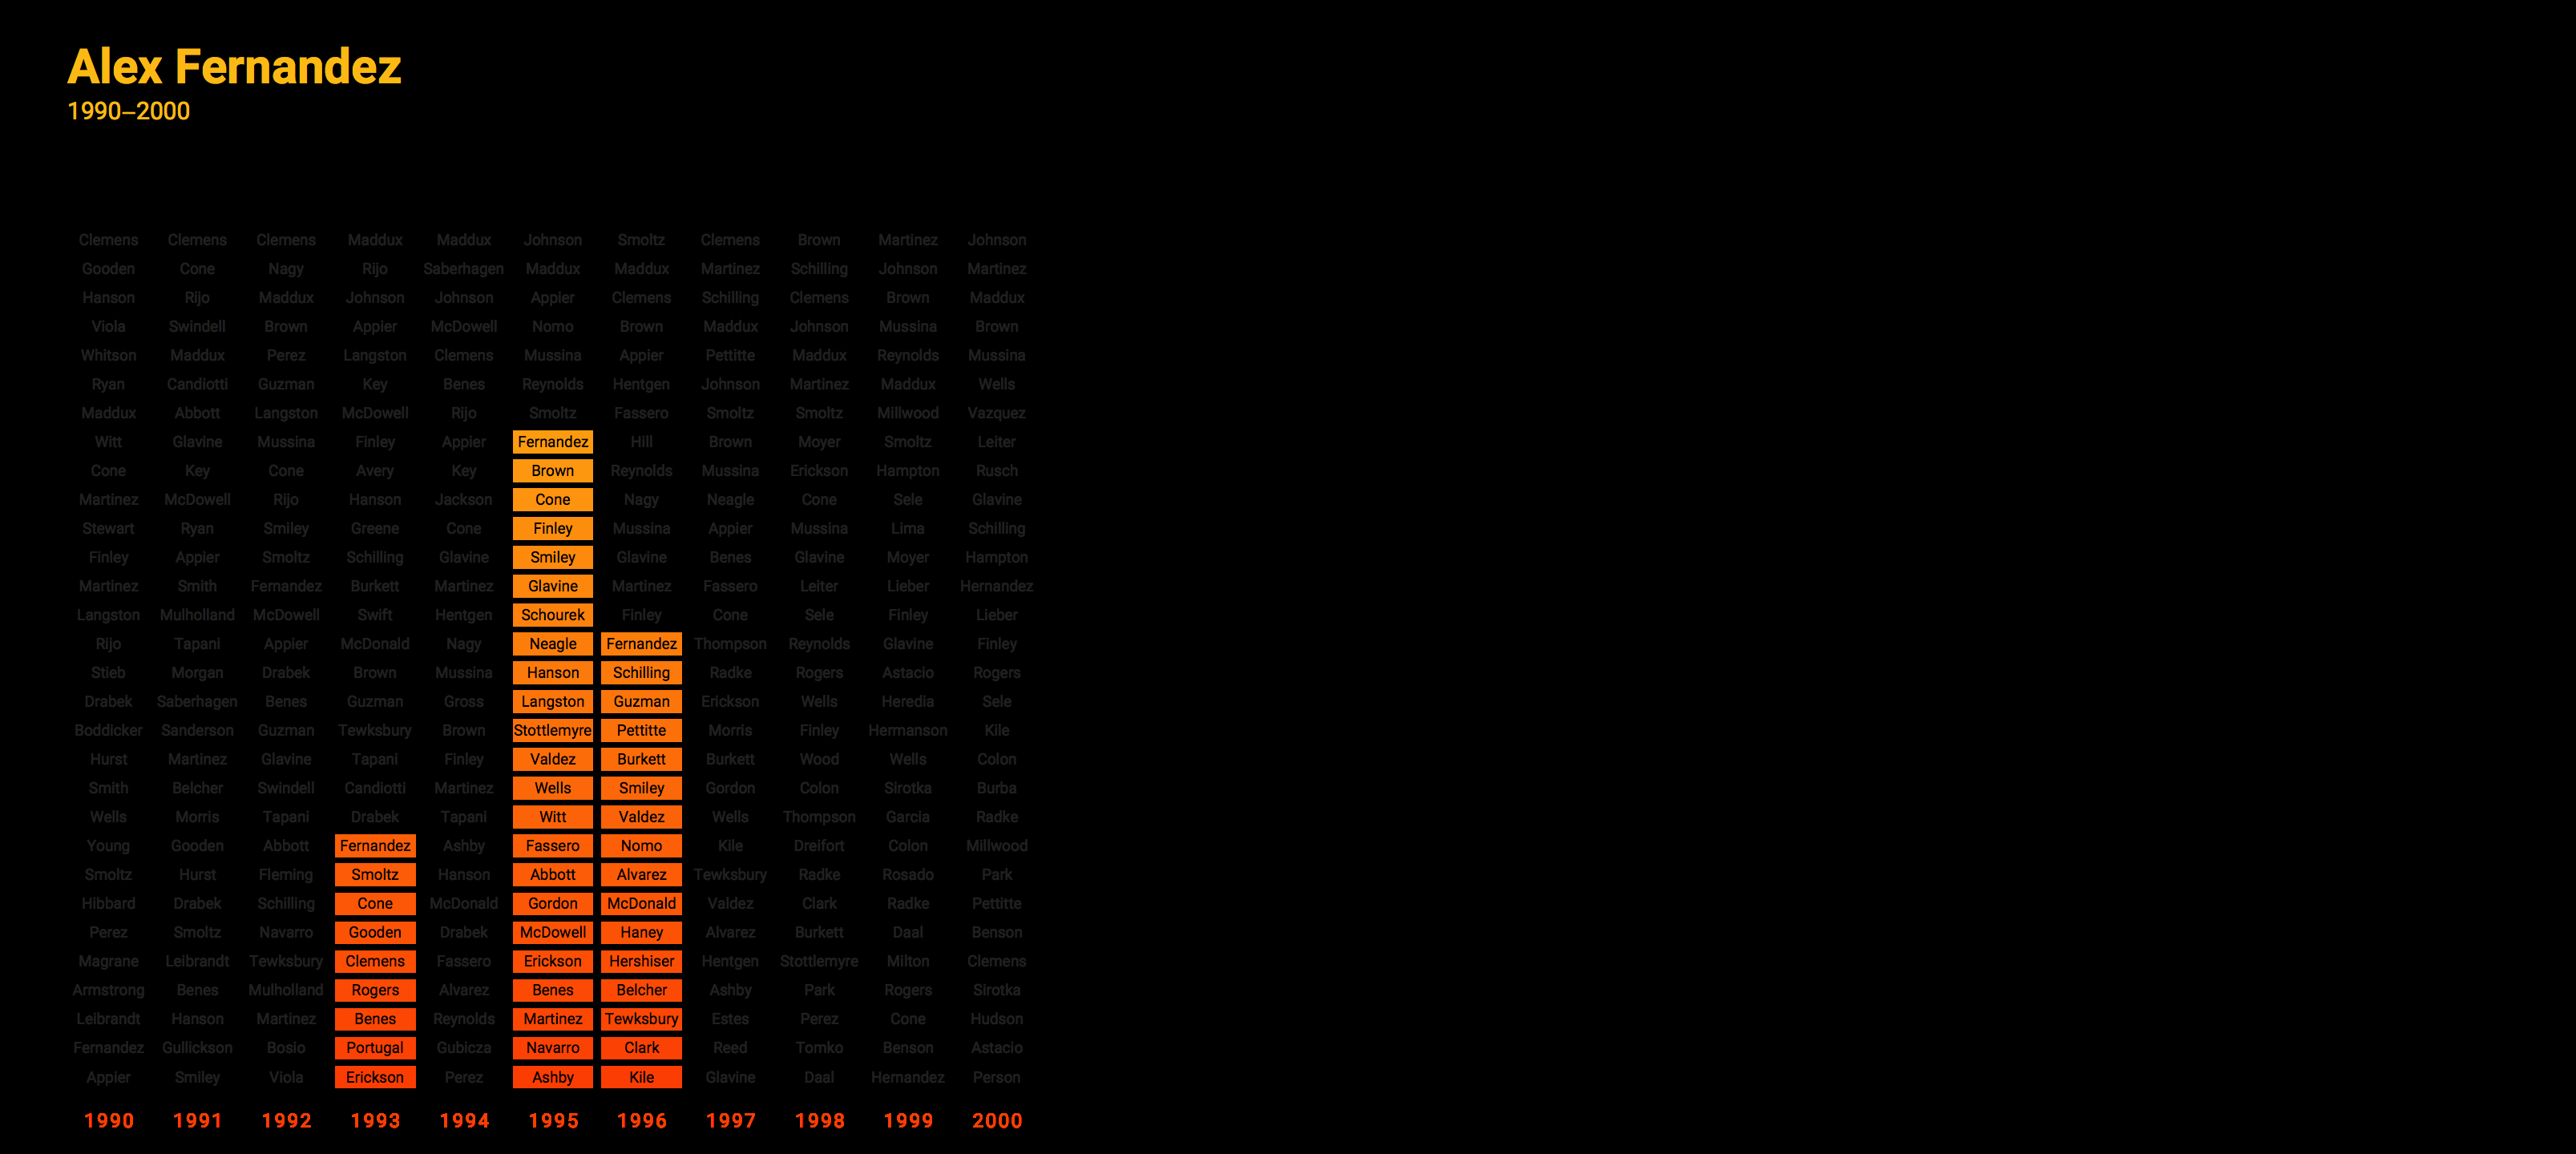 Alex Fernandez
1990–2000
Clemens Clemens Clemens Maddux Maddux Johnson Smoltz Clemens Brown Martinez Johnson
Gooden Cone Nagy Rijo Saberhagen Maddux Maddux Martinez Schilling Johnson Martinez
Hanson Rijo Maddux Johnson Johnson Appier Clemens Schilling Clemens Brown Maddux
Viola Swindell Brown Appier McDowell Nomo Brown Maddux Johnson Mussina Brown
Whitson Maddux Perez Langston Clemens Mussina Appier Pettitte Maddux Reynolds Mussina
Ryan Candiotti Guzman Key Benes Reynolds Hentgen Johnson Martinez Maddux Wells
Maddux Abbott Langston McDowell Rijo Smoltz Fassero Smoltz Smoltz Millwood Vazquez
Witt Glavine Mussina Finley Appier Fernandez Hill Brown Moyer Smoltz Leiter
Cone Key Cone Avery Key Brown Reynolds Mussina Erickson Hampton Rusch
Martinez McDowell Rijo Hanson Jackson Cone Nagy Neagle Cone Sele Glavine
Stewart Ryan Smiley Greene Cone Finley Mussina Appier Mussina Lima Schilling
Finley Appier Smoltz Schilling Glavine Smiley Glavine Benes Glavine Moyer Hampton
Martinez Smith Fernandez Burkett Martinez Glavine Martinez Fassero Leiter Lieber Hernandez
Langston Mulholland McDowell Swift Hentgen Schourek Finley Cone Sele Finley Lieber
Rijo Tapani Appier McDonald Nagy Neagle Fernandez Thompson Reynolds Glavine Finley
Stieb Morgan Drabek Brown Mussina Hanson Schilling Radke Rogers Astacio Rogers
Drabek Saberhagen Benes Guzman Gross Langston Guzman Erickson Wells Heredia Sele
Boddicker Sanderson Guzman Tewksbury Brown Stottlemyre Pettitte Morris Finley Hermanson Kile
Hurst Martinez Glavine Tapani Finley Valdez Burkett Burkett Wood Wells Colon
Smith Belcher Swindell Candiotti Martinez Wells Smiley Gordon Colon Sirotka Burba
Wells Morris Tapani Drabek Tapani Witt Valdez Wells Thompson Garcia Radke
Young Gooden Abbott Fernandez Ashby Fassero Nomo Kile Dreifort Colon Millwood
Smoltz Hurst Fleming Smoltz Hanson Abbott Alvarez Tewksbury Radke Rosado Park
Hibbard Drabek Schilling Cone McDonald Gordon McDonald Valdez Clark Radke Pettitte
Perez Smoltz Navarro Gooden Drabek McDowell Haney Alvarez Burkett Daal Benson
Magrane Leibrandt Tewksbury Clemens Fassero Erickson Hershiser Hentgen Stottlemyre Milton Clemens
Armstrong Benes Mulholland Rogers Alvarez Benes Belcher Ashby Park Rogers Sirotka
Leibrandt Hanson Martinez Benes Reynolds Martinez Tewksbury Estes Perez Cone Hudson
Fernandez Gullickson Bosio Portugal Gubicza Navarro Clark Reed Tomko Benson Astacio
Appier Smiley Viola Erickson Perez Ashby Kile Glavine Daal Hernandez Person
1990 1991 1992 1993 1994 1995 1996 1997 1998 1999 2000